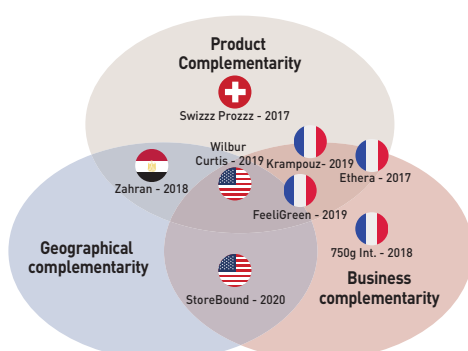 Product
Complementarity
Swizzz Prozzz - 2017
Wilbur
Curtis - 2019
Krampouz- 2019
Ethera - 2017
Zahran - 2018
FeeliGreen - 2019
Geographical
complementarity
750g Int. - 2018
Business
complementarity
StoreBound - 2020